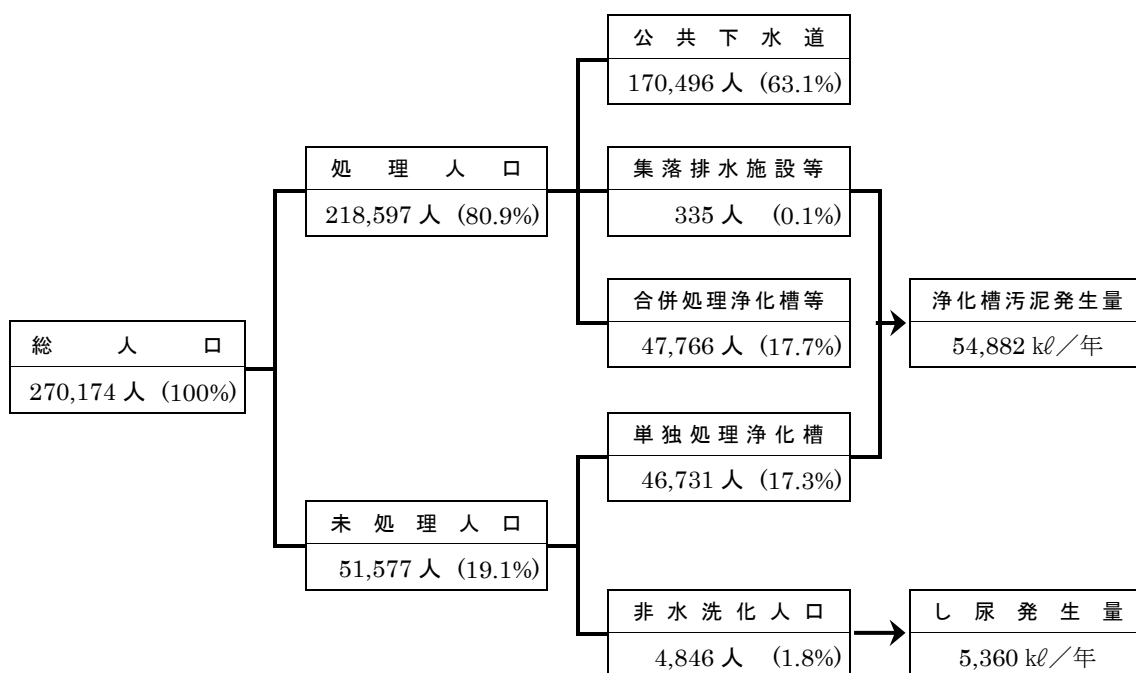 公共下水道
170,496 人 (63.1%)
処理人口
218,597 人 (80.9%)
集落排水施設等
335 人 (0.1%)
合併処理浄化槽等
47,766 人 (17.7%)
浄化槽汚泥発生量
54,882 kℓ／年
総人口
270,174 人 (100%)
単独処理浄化槽
46,731 人 (17.3%)
未処理人口
51,577 人 (19.1%)
非水洗化人口
4,846 人 (1.8%)
し尿発生量
5,360 kℓ／年